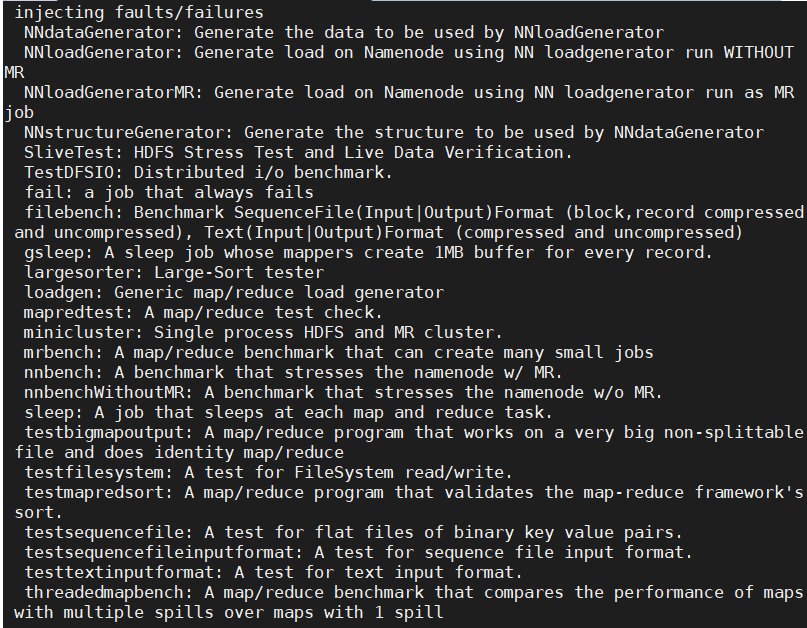 injecting faults/failures
NNdataGenerator: Generate the data to be used by NNloadGenerator
NNloadGenerator: Generate load on Namenode using NN loadgenerator run WITHOUT
MR
NNloadGeneratorMR: Generate load on Namenode using NN loadgenerator run as MR
job
NNstructureGenerator: Generate the structure to be used by NNdataGenerator
SliveTest: HDFS Stress Test and Live Data Verification.
TestDFSIO: Distributed i/o benchmark.
fail: a job that always fails
filebench: Benchmark SequenceFile(Input|Output)Format (block,record compressed
and uncompressed), Text(Input|Output)Format (compressed and uncompressed)
gsleep: A sleep job whose mappers create 1MB buffer for every record.
largesorter: Large-Sort tester
loadgen: Generic map/reduce load generator
mapredtest: A map/reduce test check.
minicluster: Single process HDFS and MR cluster.
mrbench: A map/reduce benchmark that can create many small jobs
nnbench: A benchmark that stresses the namenode w/ MR.
nnbenchWithoutMR: A benchmark that stresses the namenode w/o MR.
sleep: A job that sleeps at each map and reduce task.
testbigmapoutput: A map/reduce program that works on a very big non-splittable
file and does identity map/reduce
testfilesystem: A test for FileSystem read/write.
testmapredsort: A map/reduce program that validates the map-reduce framework's
sort.
testsequencefile: A test for flat files of binary key value pairs.
testsequencefileinputformat: A test for sequence file input format.
testtextinputformat: A test for text input format.
threadedmapbench: A map/reduce benchmark that compares the performance of maps
with multiple spills over maps with 1 spill